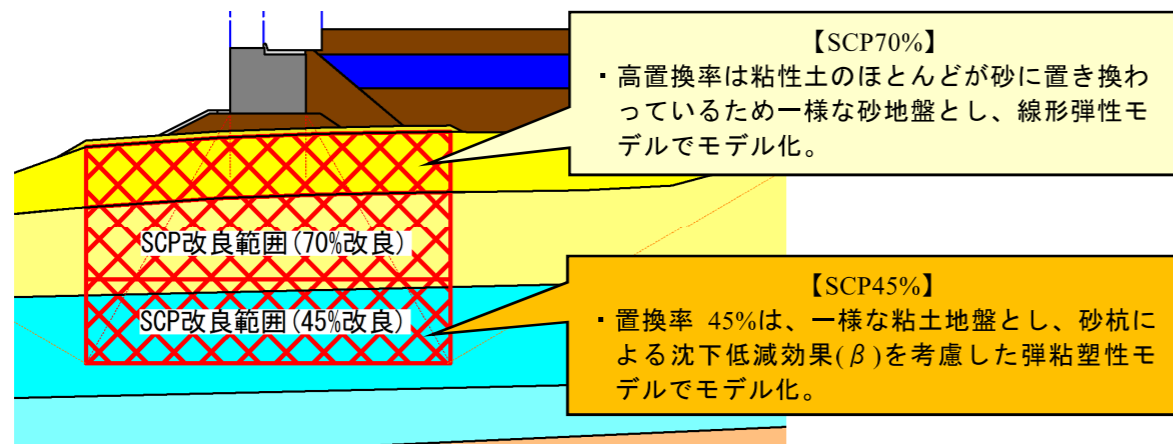 【SCP70%】
・高置換率は粘性土のほとんどが砂に置き換わ
っているため一様な砂地盤とし、線形弾性モ
デルでモデル化。
SCP改良範囲(70%改良)
SCP改良範囲(45%改良)
【SCP45%】
・置換率 45%は、一様な粘土地盤とし、砂杭に
よる沈下低減効果(β)を考慮した弾粘塑性モ
デルでモデル化。